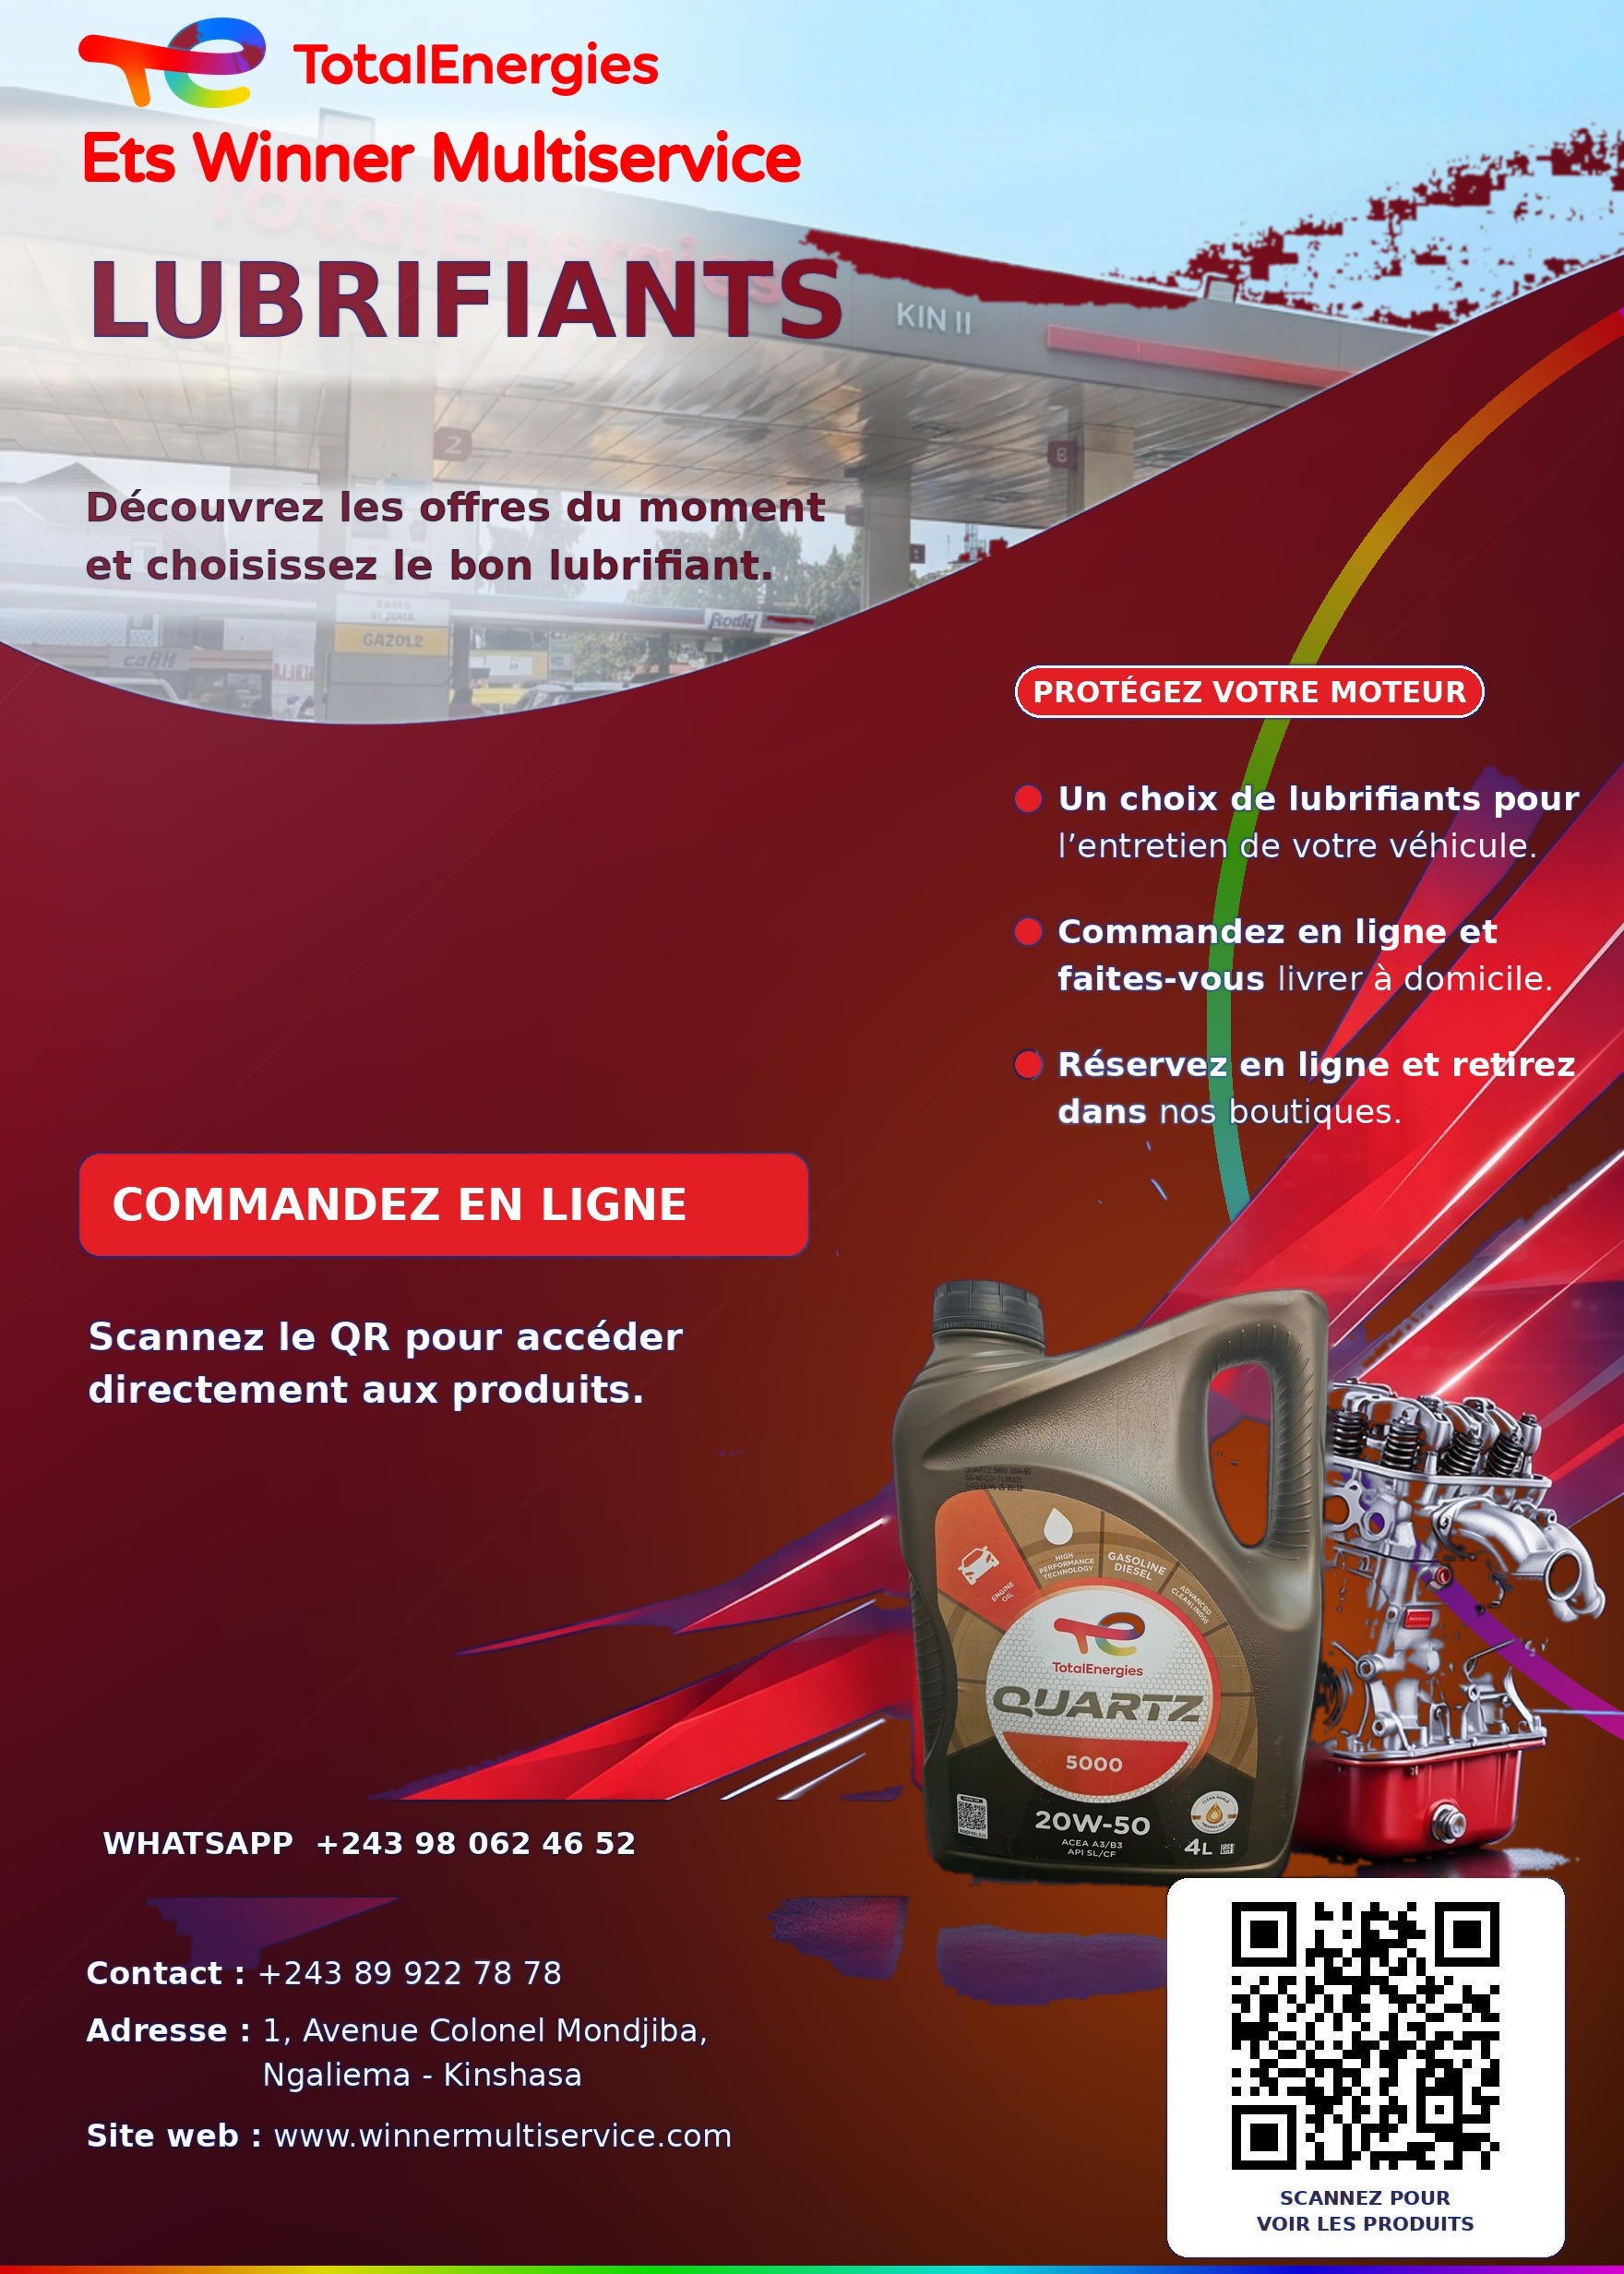 TotalEnergies
Ets Winner Multiservice
TotalEnergies
LUBRIFIANTS
KIN II
2
6
Découvrez les offres du moment
et choisissez le bon lubrifiant.
GAZOLE
PROTÉGEZ VOTRE MOTEUR
Un choix de lubrifiants pour
l’entretien de votre véhicule.
Commandez en ligne et
faites-vous livrer à domicile.
Réservez en ligne et retirez
dans nos boutiques.
COMMANDEZ EN LIGNE
Scannez le QR pour accéder
directement aux produits.
ENGINE
OIL
HIGH
PERFORMANCE
TECHNOLOGY
GASOLINE
DIESEL
ADVANCED
CLEANLINESS
TotalEnergies
QUARTZ
5000
20W-50
ACEA A3/B3
API SL/CF
4L
WHATSAPP +243 98 062 46 52
Contact : +243 89 922 78 78
Adresse : 1, Avenue Colonel Mondjiba,
Ngaliema - Kinshasa
Site web : www.winnermultiservice.com
SCANNEZ POUR
VOIR LES PRODUITS